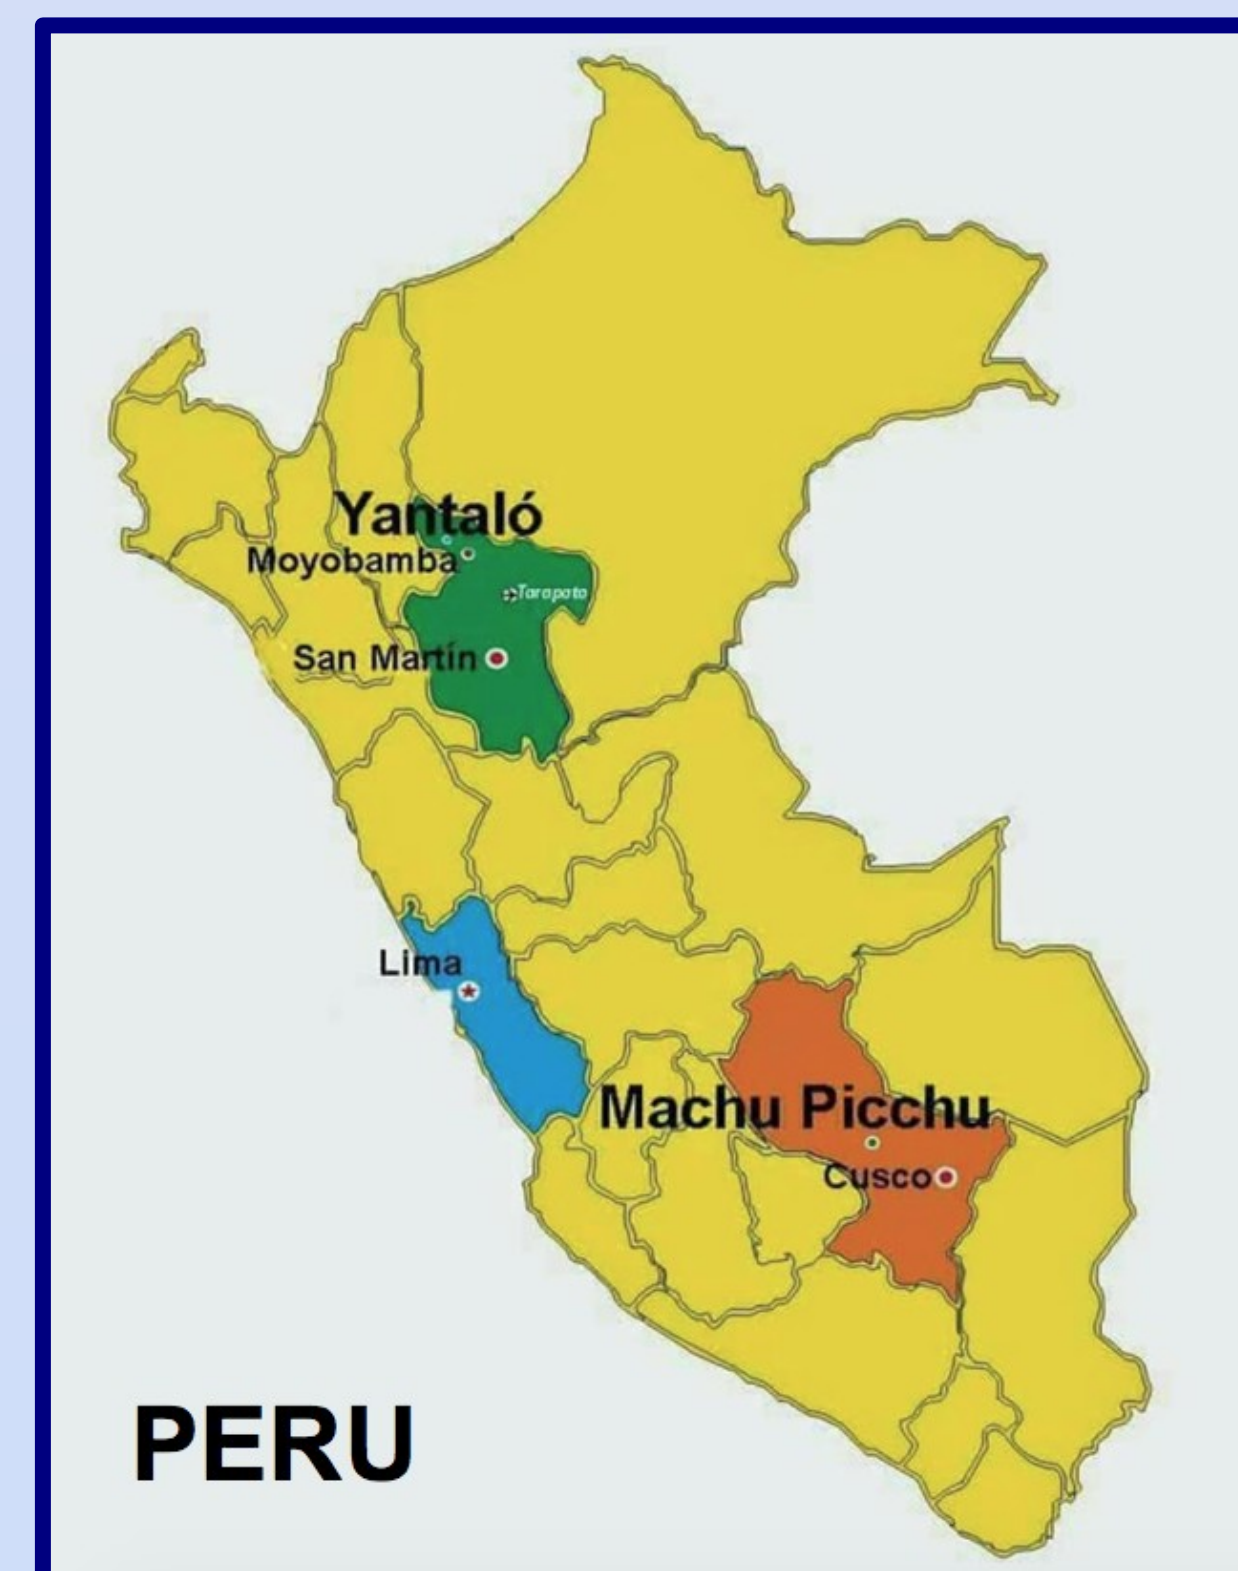 Yantaló
Moyobamba
Tarapoto
San Martín
Lima
Machu Picchu
Cusco
PERU